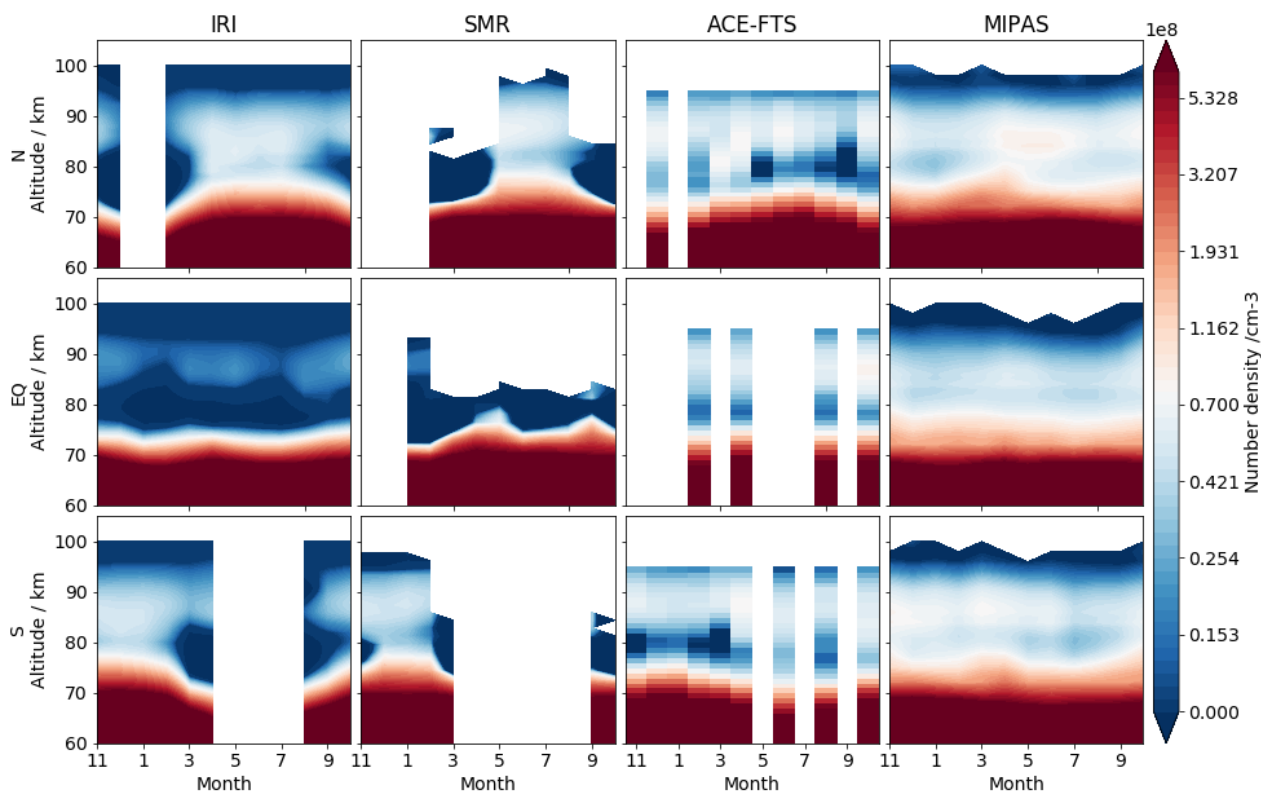 IRI SMR ACE-FTS MIPAS
1e8
N
Altitude / km
100
90
80
70
60
EQ
Altitude / km
100
90
80
70
60
S
Altitude / km
100
90
80
70
60
11 1 3 5 7 9
Month
11 1 3 5 7 9
Month
11 1 3 5 7 9
Month
11 1 3 5 7 9
Month
5.328
3.207
1.931
1.162
0.700
0.421
0.254
0.153
0.000
Number density /cm-3